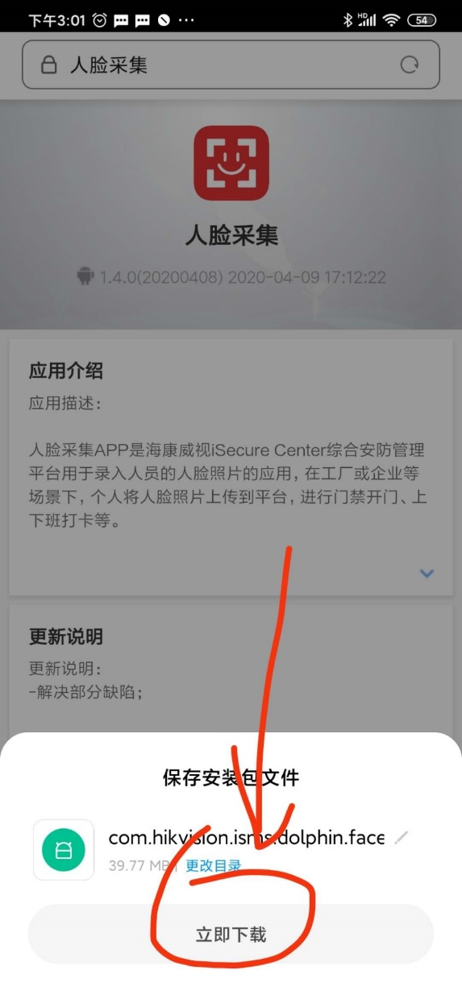 下午3:01 ··· HD 54
人脸采集
人脸采集
1.4.0(20200408) 2020-04-09 17:12:22
应用介绍
应用描述：
人脸采集APP是海康威视iSecure Center综合安防管理
平台用于录入人员的人脸照片的应用，在工厂或企业等
场景下，个人将人脸照片上传到平台，进行门禁开门、上
下班打卡等。
更新说明
更新说明：
-解决部分缺陷；
保存安装包文件
com.hikvision.isms.dolphin.face
39.77 MB | 更改目录
立即下载